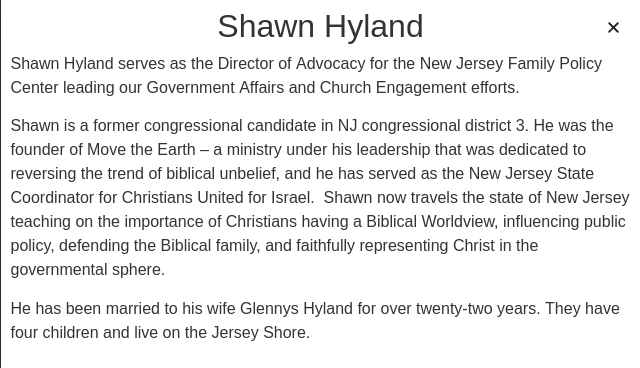 Shawn Hyland
×
Shawn Hyland serves as the Director of Advocacy for the New Jersey Family Policy
Center leading our Government Affairs and Church Engagement efforts.
Shawn is a former congressional candidate in NJ congressional district 3. He was the
founder of Move the Earth – a ministry under his leadership that was dedicated to
reversing the trend of biblical unbelief, and he has served as the New Jersey State
Coordinator for Christians United for Israel.  Shawn now travels the state of New Jersey
teaching on the importance of Christians having a Biblical Worldview, influencing public
policy, defending the Biblical family, and faithfully representing Christ in the
governmental sphere.
He has been married to his wife Glennys Hyland for over twenty-two years. They have
four children and live on the Jersey Shore.